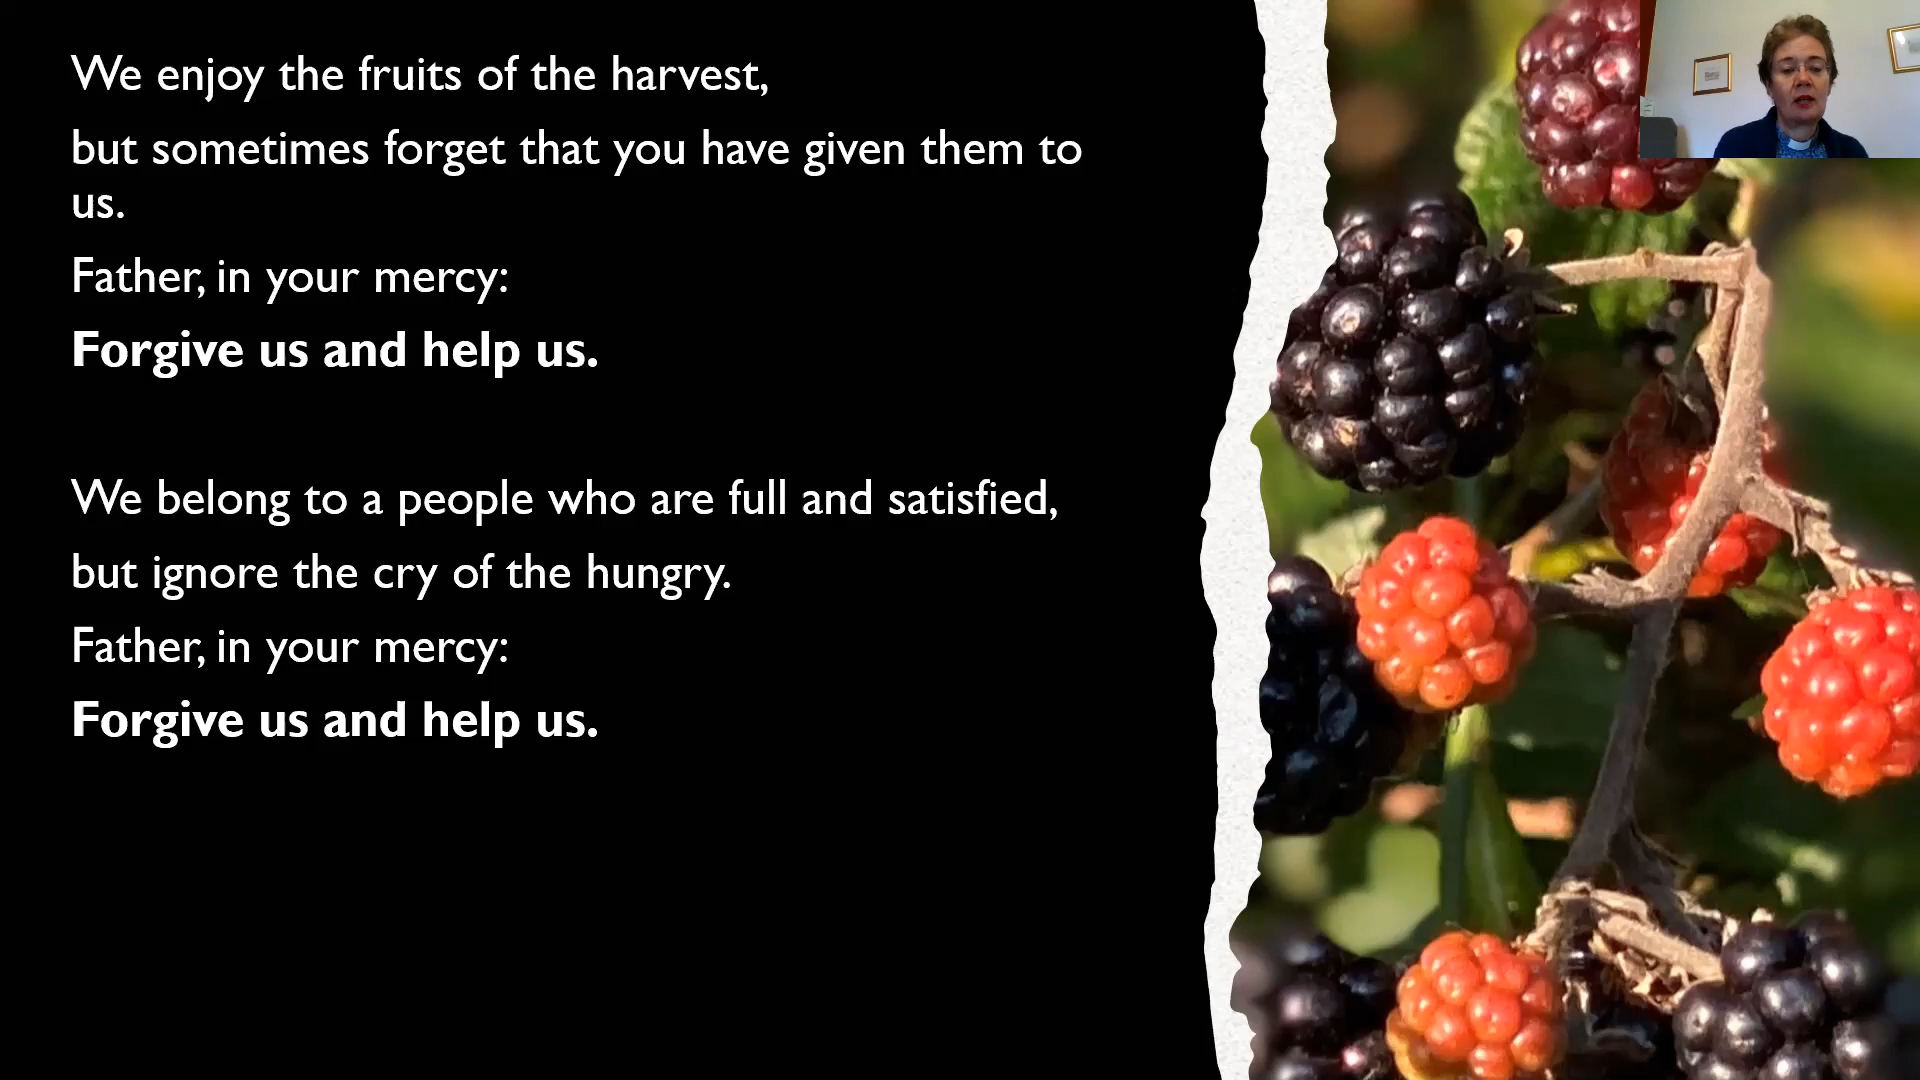 We enjoy the fruits of the harvest,
but sometimes forget that you have given them to
us.
Father, in your mercy:
Forgive us and help us.
We belong to a people who are full and satisfied,
but ignore the cry of the hungry.
Father, in your mercy:
Forgive us and help us.